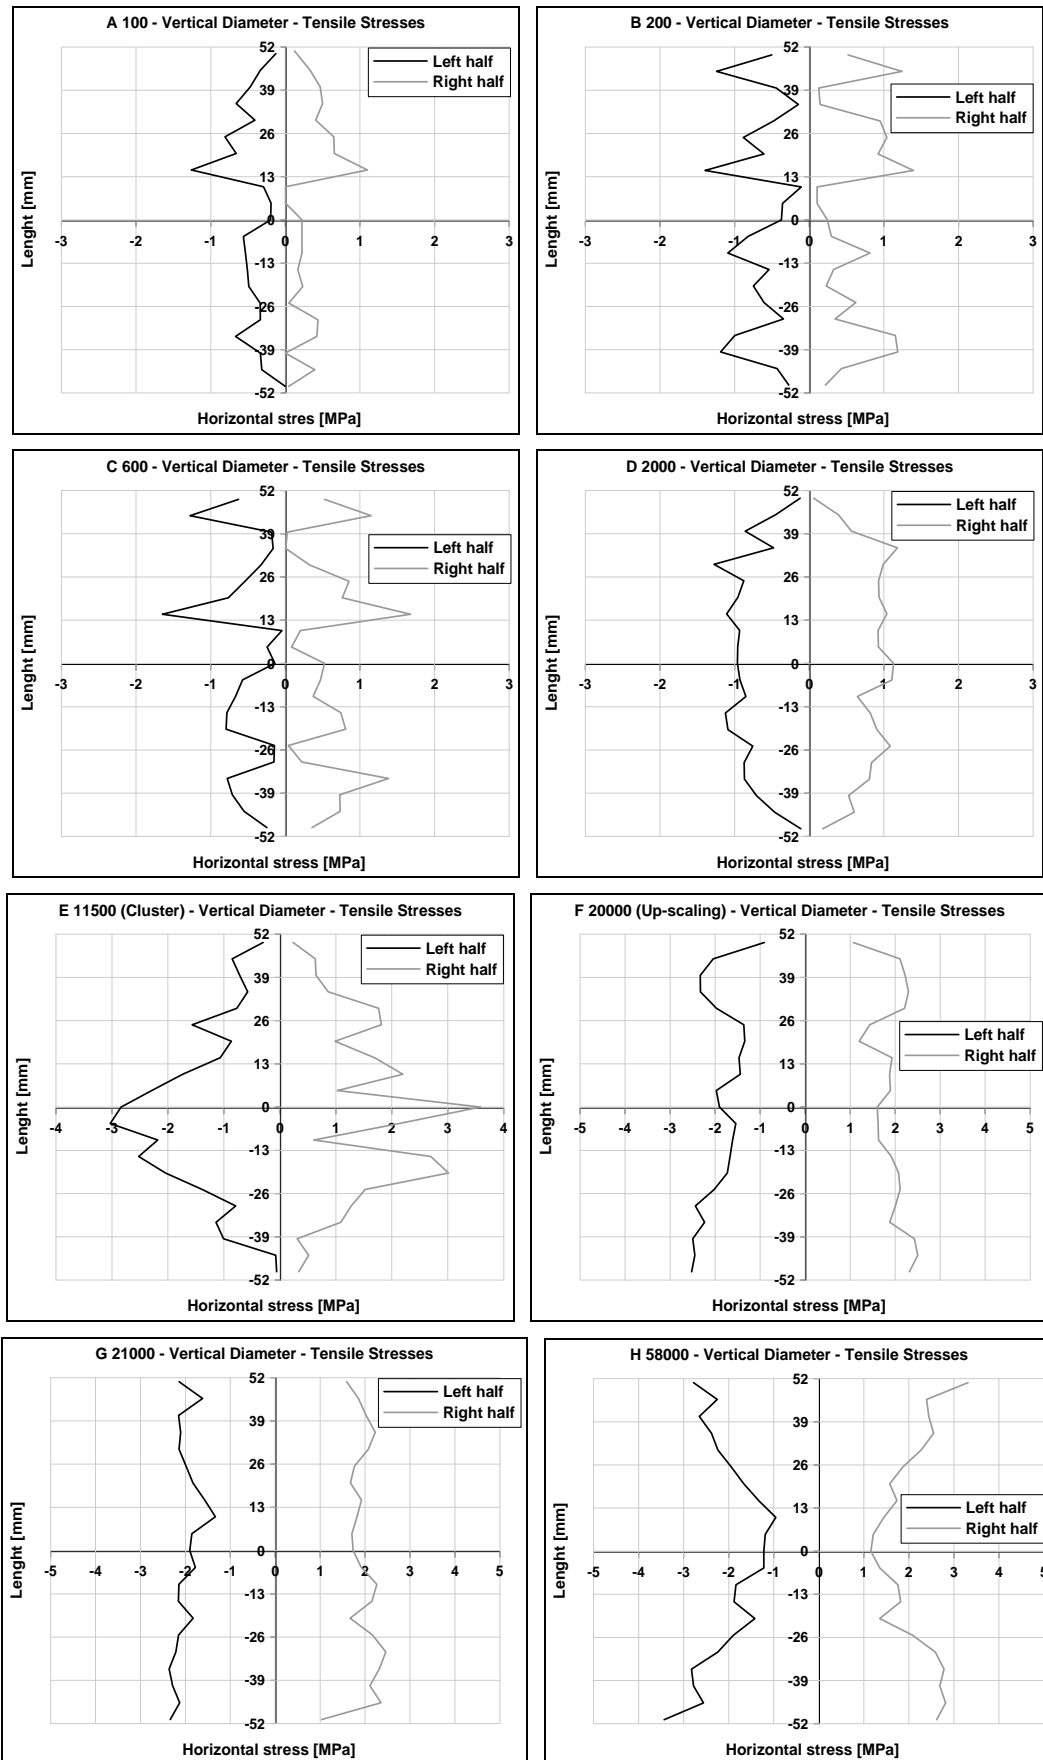 A 100 - Vertical Diameter - Tensile Stresses
Lenght [mm]
52
39
26
13
0
-13
-26
-39
-52
-3 -2 -1 0 1 2 3
Left half
Right half
Horizontal stres [MPa]
B 200 - Vertical Diameter - Tensile Stresses
Lenght [mm]
52
39
26
13
0
-13
-26
-39
-52
-3 -2 -1 0 1 2 3
Left half
Right half
Horizontal stress [MPa]
C 600 - Vertical Diameter - Tensile Stresses
Lenght [mm]
52
39
26
13
0
-13
-26
-39
-52
-3 -2 -1 0 1 2 3
Left half
Right half
Horizontal stress [MPa]
D 2000 - Vertical Diameter - Tensile Stresses
Lenght [mm]
52
39
26
13
0
-13
-26
-39
-52
-3 -2 -1 0 1 2 3
Left half
Right half
Horizontal stress [MPa]
E 11500 (Cluster) - Vertical Diameter - Tensile Stresses
Lenght [mm]
52
39
26
13
0
-13
-26
-39
-52
-4 -3 -2 -1 0 1 2 3 4
Left half
Right half
Horizontal stress [MPa]
F 20000 (Up-scaling) - Vertical Diameter - Tensile Stresses
Lenght [mm]
52
39
26
13
0
-13
-26
-39
-52
-5 -4 -3 -2 -1 0 1 2 3 4 5
Left half
Right half
Horizontal stress [MPa]
G 21000 - Vertical Diameter - Tensile Stresses
Lenght [mm]
52
39
26
13
0
-13
-26
-39
-52
-5 -4 -3 -2 -1 0 1 2 3 4 5
Left half
Right half
Horizontal stress [MPa]
H 58000 - Vertical Diameter - Tensile Stresses
Lenght [mm]
52
39
26
13
0
-13
-26
-39
-52
-5 -4 -3 -2 -1 0 1 2 3 4 5
Left half
Right half
Horizontal stress [MPa]